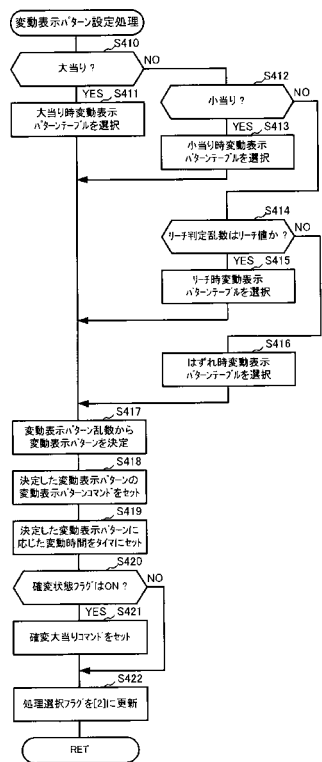 変動表示パターン設定処理
S410
大当り？
NO
YES
S411
大当り時変動表示
パターンテーブルを選択
S412
小当り？
NO
YES
S413
小当り時変動表示
パターンテーブルを選択
S414
リーチ判定乱数はリーチ値か？
NO
YES
S415
リーチ時変動表示
パターンテーブルを選択
S416
はずれ時変動表示
パターンテーブルを選択
S417
変動表示パターン乱数から
変動表示パターンを決定
S418
決定した変動表示パターンの
変動表示パターンコマンドをセット
S419
決定した変動表示パターンに
応じた変動時間をタイマにセット
S420
確変状態フラグはON？
NO
YES
S421
確変大当りコマンドをセット
S422
処理選択フラグを[2]に更新
RET